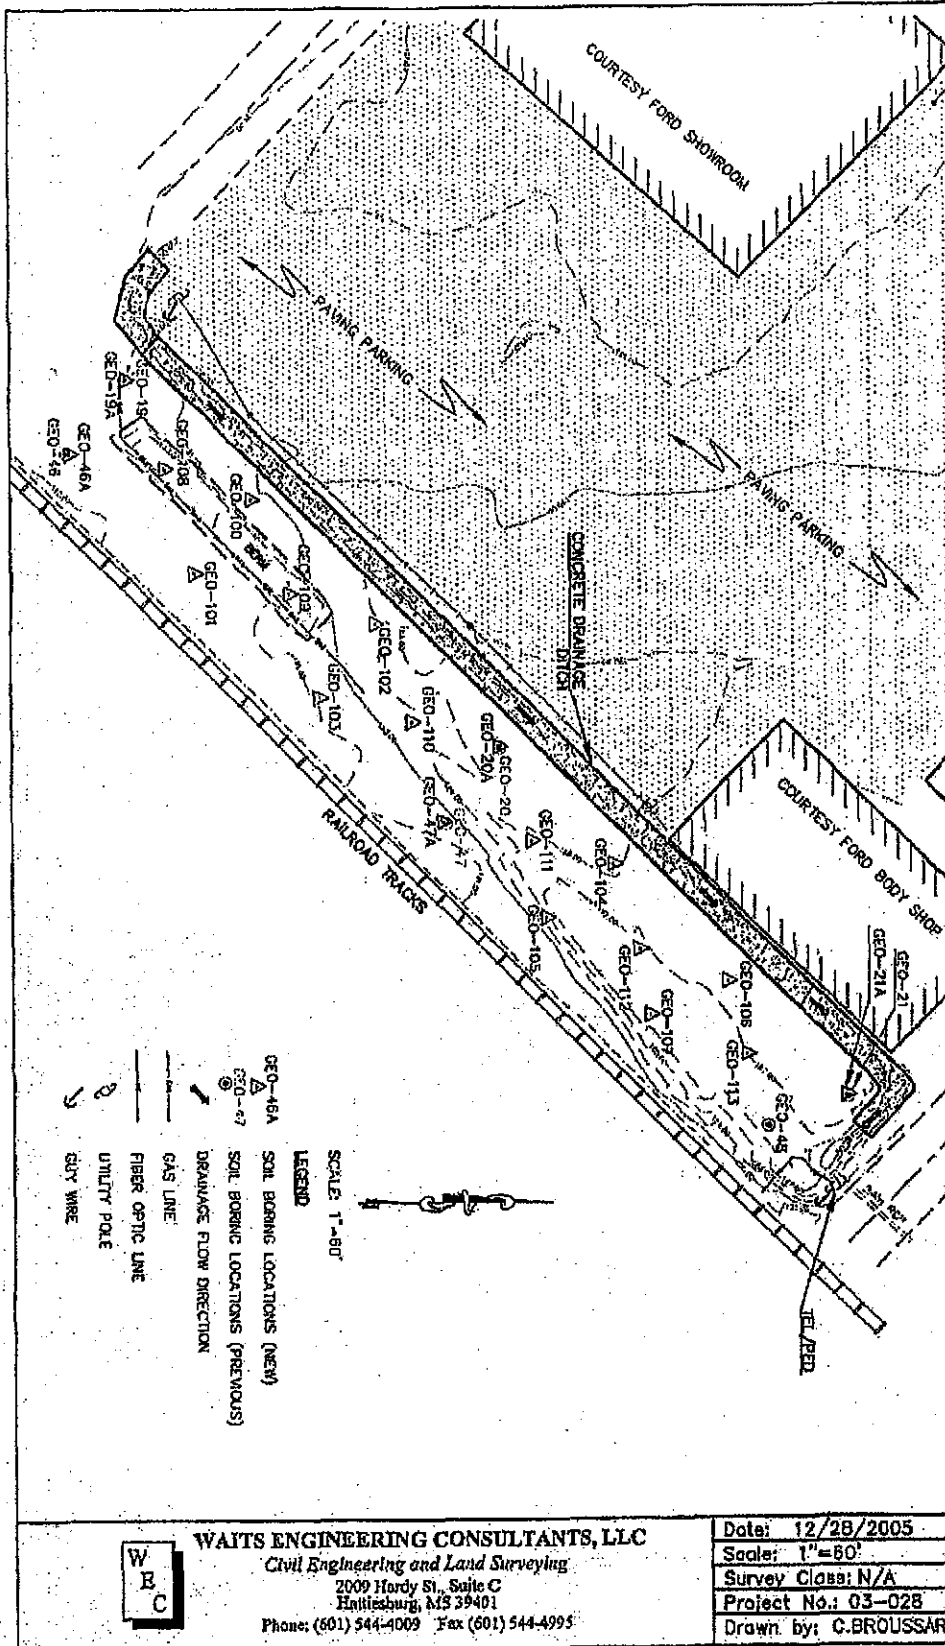 COURTESY FORD SHOWROOM
PAVING PARKING
PAVING PARKING
CONCRETE DRAINAGE
DITCH
COURTESY FORD BODY SHOP
GEO-21
GEO-21A
GEO-19
GEO-19A
GEO-46A
GEO-46
GEO-108
GEO-100
BERM
GEO-101
GEO-102
GEO-103
GEO-110
GEO-20
GEO-20A
GEO-47
GEO-47A
GEO-111
GEO-104
GEO-105
GEO-112
GEO-107
GEO-106
GEO-113
GEO-45
RAILROAD TRACKS
TEL/PED
SCALE: 1"=60'
LEGEND
GEO-46A SOIL BORING LOCATIONS (NEW)
GEO-47 SOIL BORING LOCATIONS (PREVIOUS)
DRAINAGE FLOW DIRECTION
GAS LINE
FIBER OPTIC LINE
UTILITY POLE
GUY WIRE
WEC
WAITS ENGINEERING CONSULTANTS, LLC
Civil Engineering and Land Surveying
2009 Hardy St., Suite C
Hattiesburg, MS 39401
Phone: (601) 544-4009 Fax (601) 544-4995
Date: 12/28/2005
Scale: 1"=60'
Survey Class: N/A
Project No.: 03-028
Drawn by: C.BROUSSAR